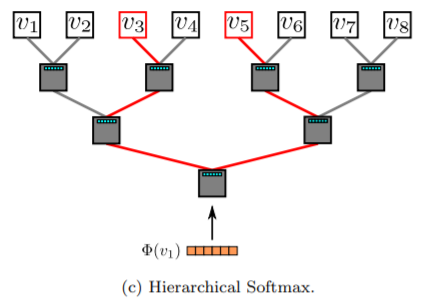 v₁ v₂ v₃ v₄ v₅ v₆ v₇ v₈
Φ(v₁)
(c) Hierarchical Softmax.